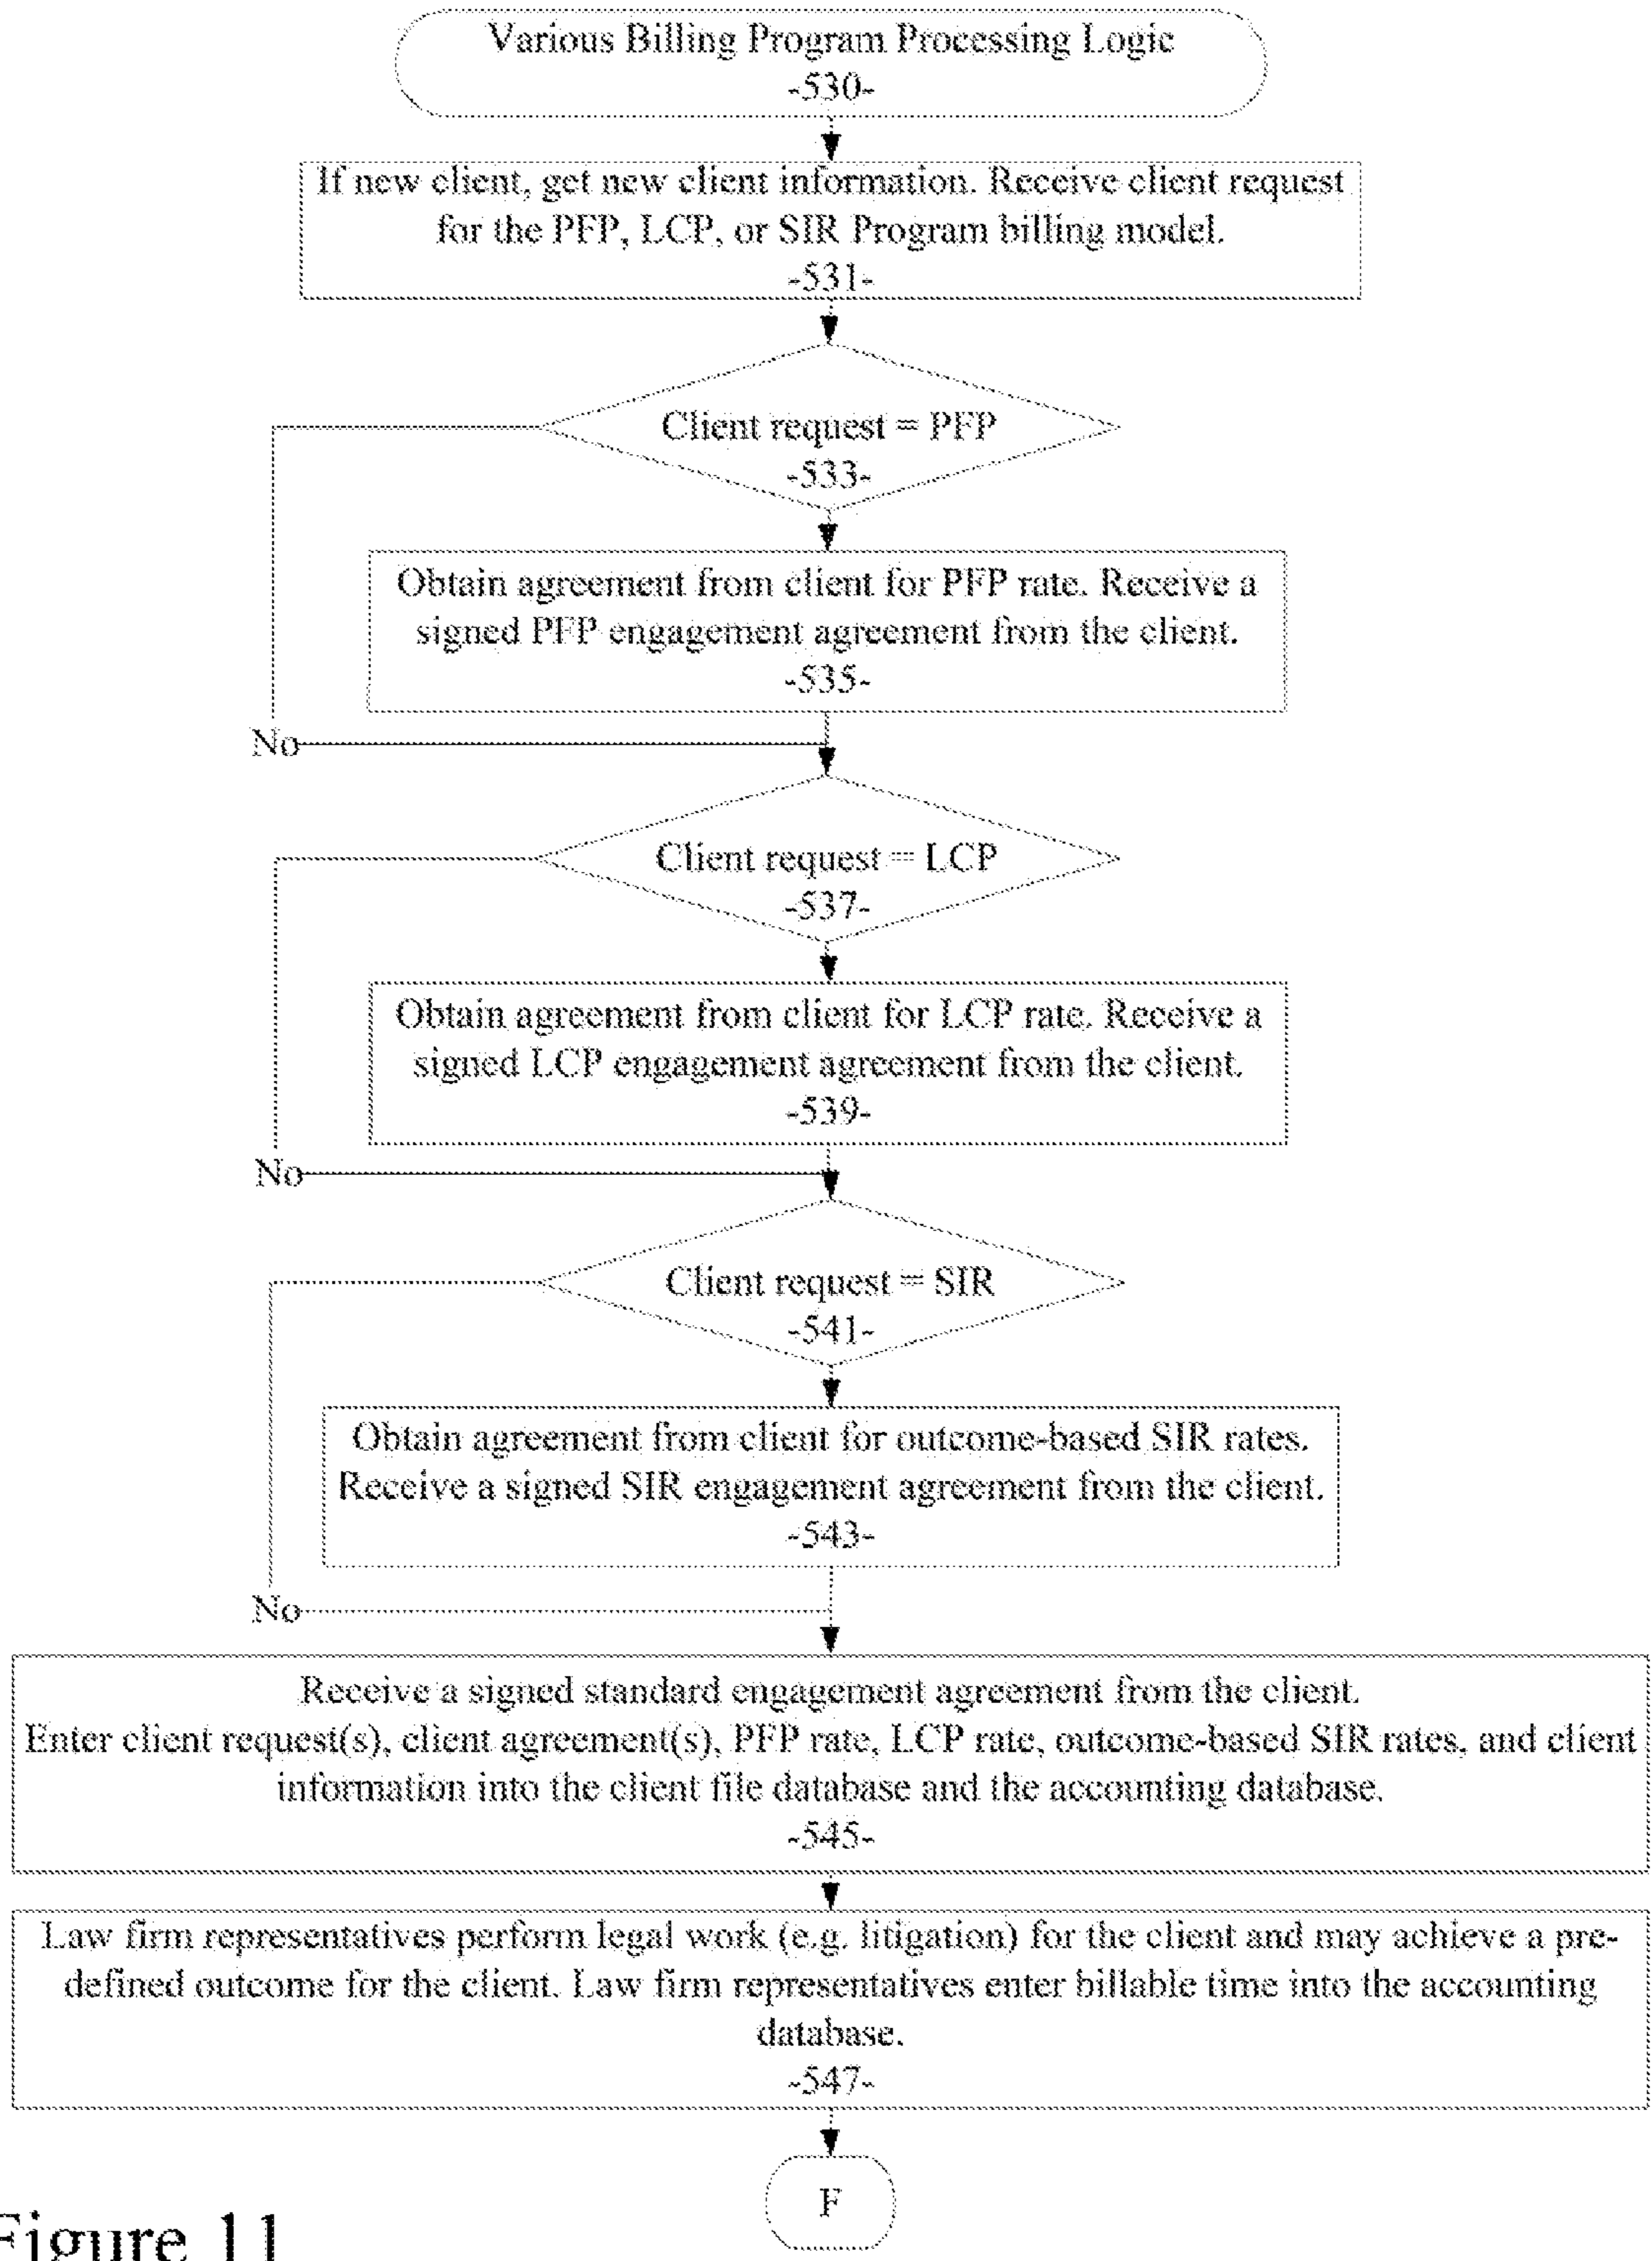 Various Billing Program Processing Logic
-530-
If new client, get new client information. Receive client request
for the PFP, LCP, or SIR Program billing model.
-531-
Client request = PFP
-533-
Obtain agreement from client for PFP rate. Receive a
signed PFP engagement agreement from the client.
-535-
No
Client request = LCP
-537-
Obtain agreement from client for LCP rate. Receive a
signed LCP engagement agreement from the client.
-539-
No
Client request = SIR
-541-
Obtain agreement from client for outcome-based SIR rates.
Receive a signed SIR engagement agreement from the client.
-543-
No
Receive a signed standard engagement agreement from the client.
Enter client request(s), client agreement(s), PFP rate, LCP rate, outcome-based SIR rates, and client
information into the client file database and the accounting database.
-545-
Law firm representatives perform legal work (e.g. litigation) for the client and may achieve a pre-
defined outcome for the client. Law firm representatives enter billable time into the accounting
database.
-547-
F
Figure 11